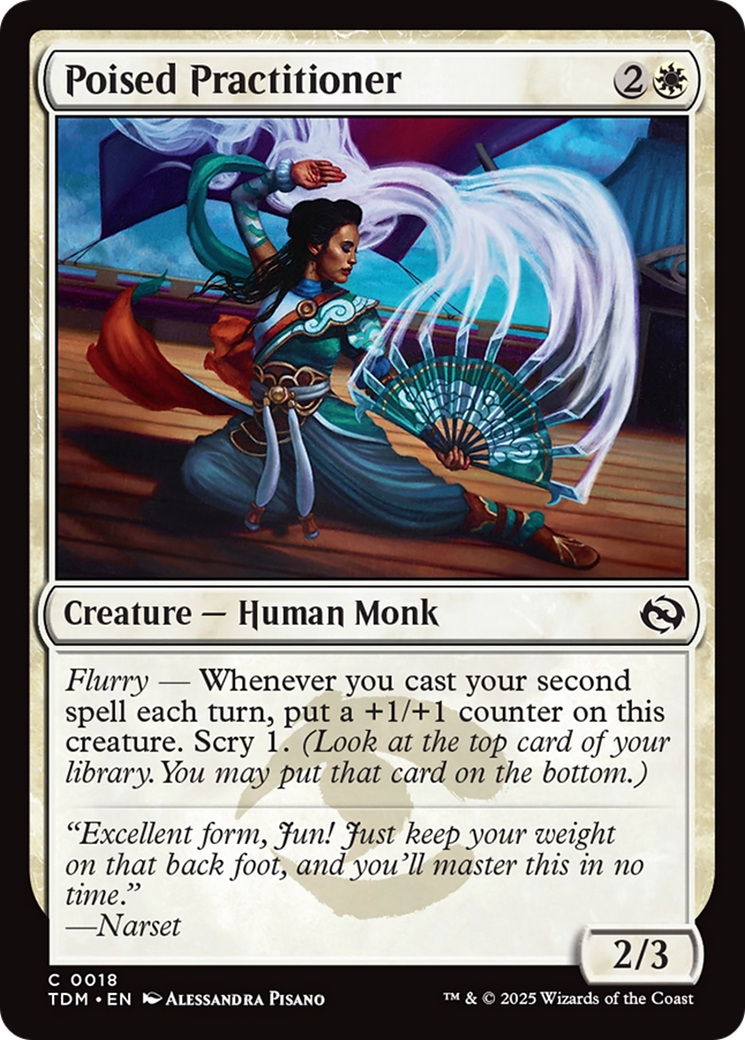 Poised Practitioner 2
Creature — Human Monk
Flurry — Whenever you cast your second
spell each turn, put a +1/+1 counter on this
creature. Scry 1. (Look at the top card of your
library. You may put that card on the bottom.)
“Excellent form, Jun! Just keep your weight
on that back foot, and you’ll master this in no
time.”
—Narset
2/3
C 0018
TDM • EN Alessandra Pisano
™ & © 2025 Wizards of the Coast